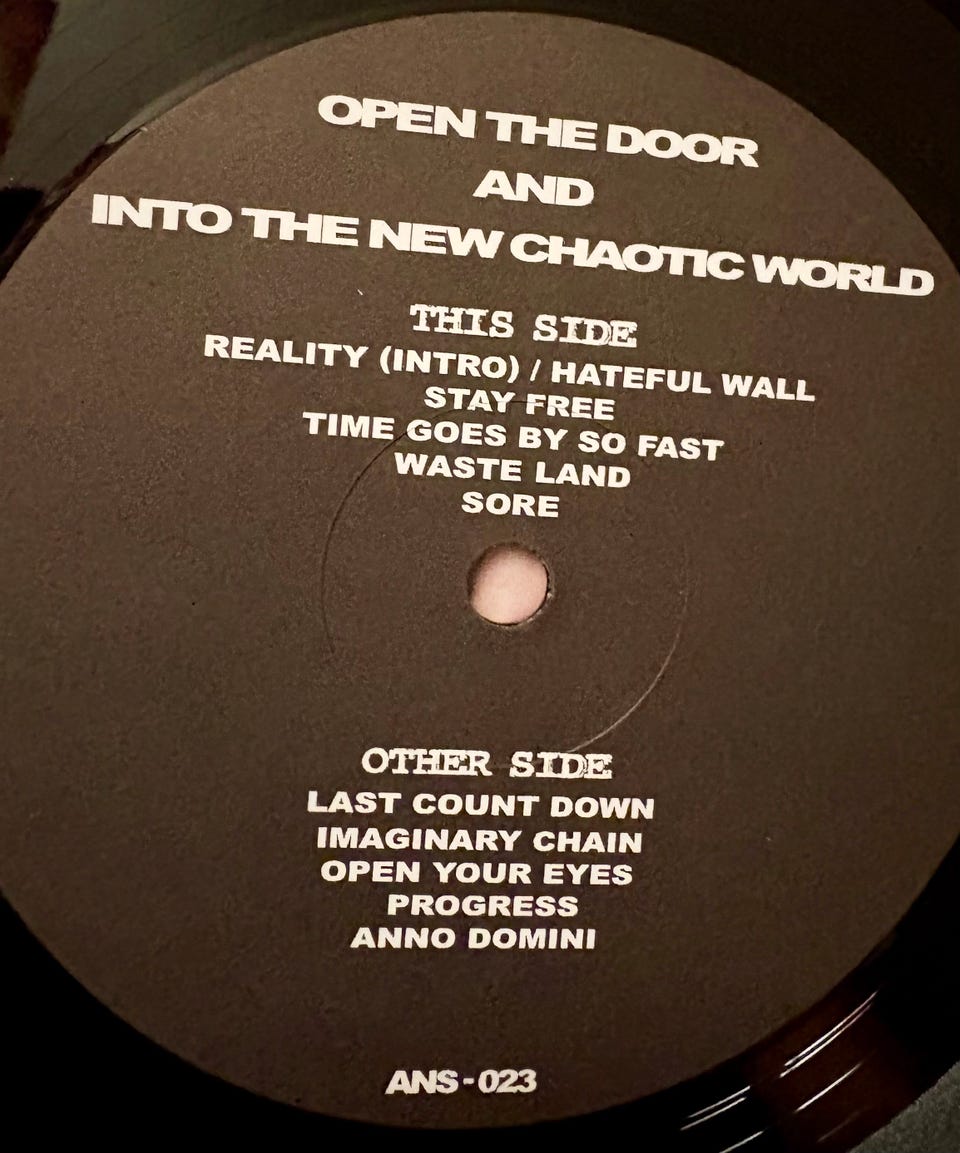 OPEN THE DOOR
AND
INTO THE NEW CHAOTIC WORLD
THIS SIDE
REALITY (INTRO) / HATEFUL WALL
STAY FREE
TIME GOES BY SO FAST
WASTE LAND
SORE
OTHER SIDE
LAST COUNT DOWN
IMAGINARY CHAIN
OPEN YOUR EYES
PROGRESS
ANNO DOMINI
ANS-023